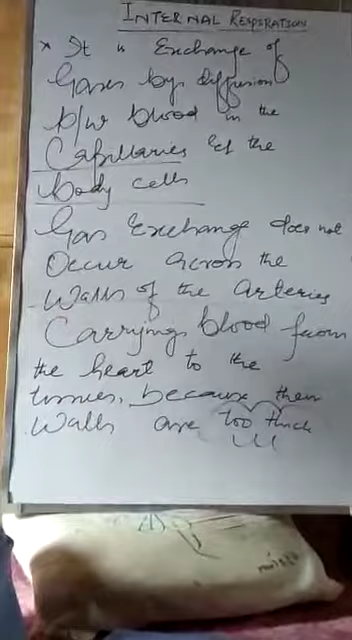 INTERNAL RESPIRATION
* It is Exchange of
Gases by diffusion
b/w blood in the
Capillaries & the
body cells
Gas Exchange does not
Occur across the
Walls of the arteries
Carrying blood from
the heart to the
tissues, because their
Walls are too thick